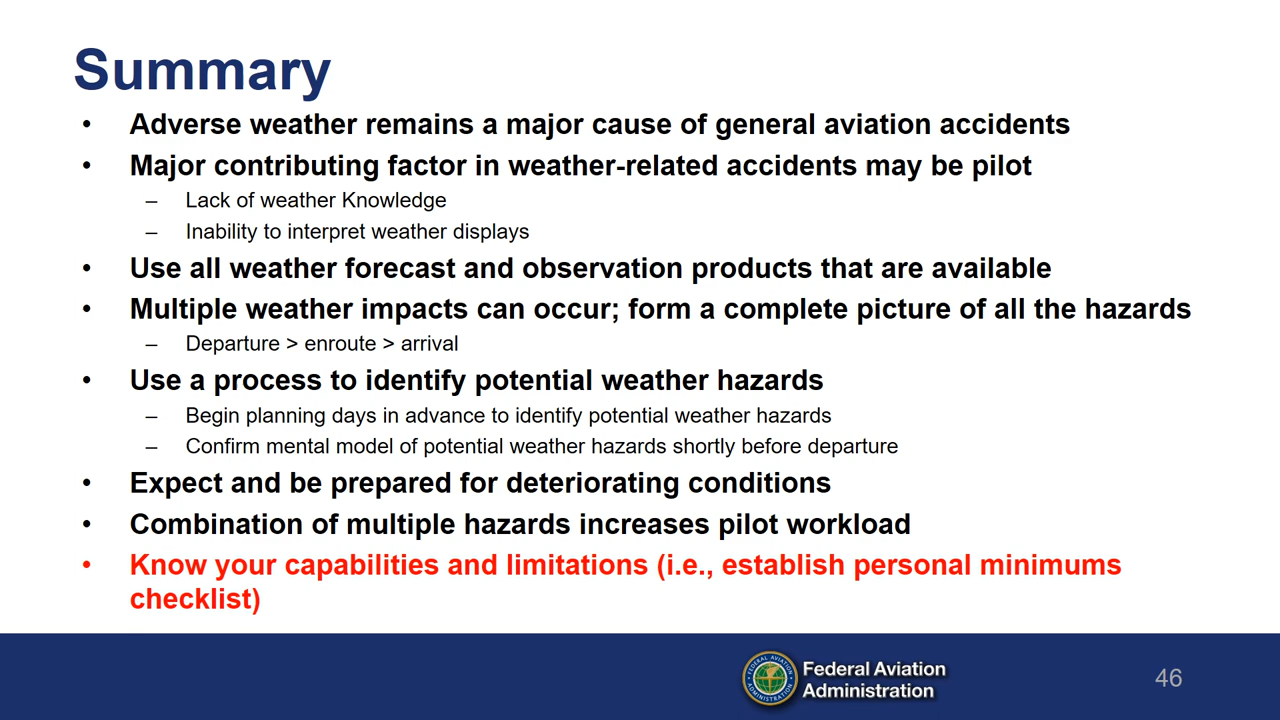 Summary
• Adverse weather remains a major cause of general aviation accidents
• Major contributing factor in weather-related accidents may be pilot
– Lack of weather Knowledge
– Inability to interpret weather displays
• Use all weather forecast and observation products that are available
• Multiple weather impacts can occur; form a complete picture of all the hazards
– Departure > enroute > arrival
• Use a process to identify potential weather hazards
– Begin planning days in advance to identify potential weather hazards
– Confirm mental model of potential weather hazards shortly before departure
• Expect and be prepared for deteriorating conditions
• Combination of multiple hazards increases pilot workload
• Know your capabilities and limitations (i.e., establish personal minimums
checklist)
FEDERAL AVIATION
ADMINISTRATION
Federal Aviation
Administration
46